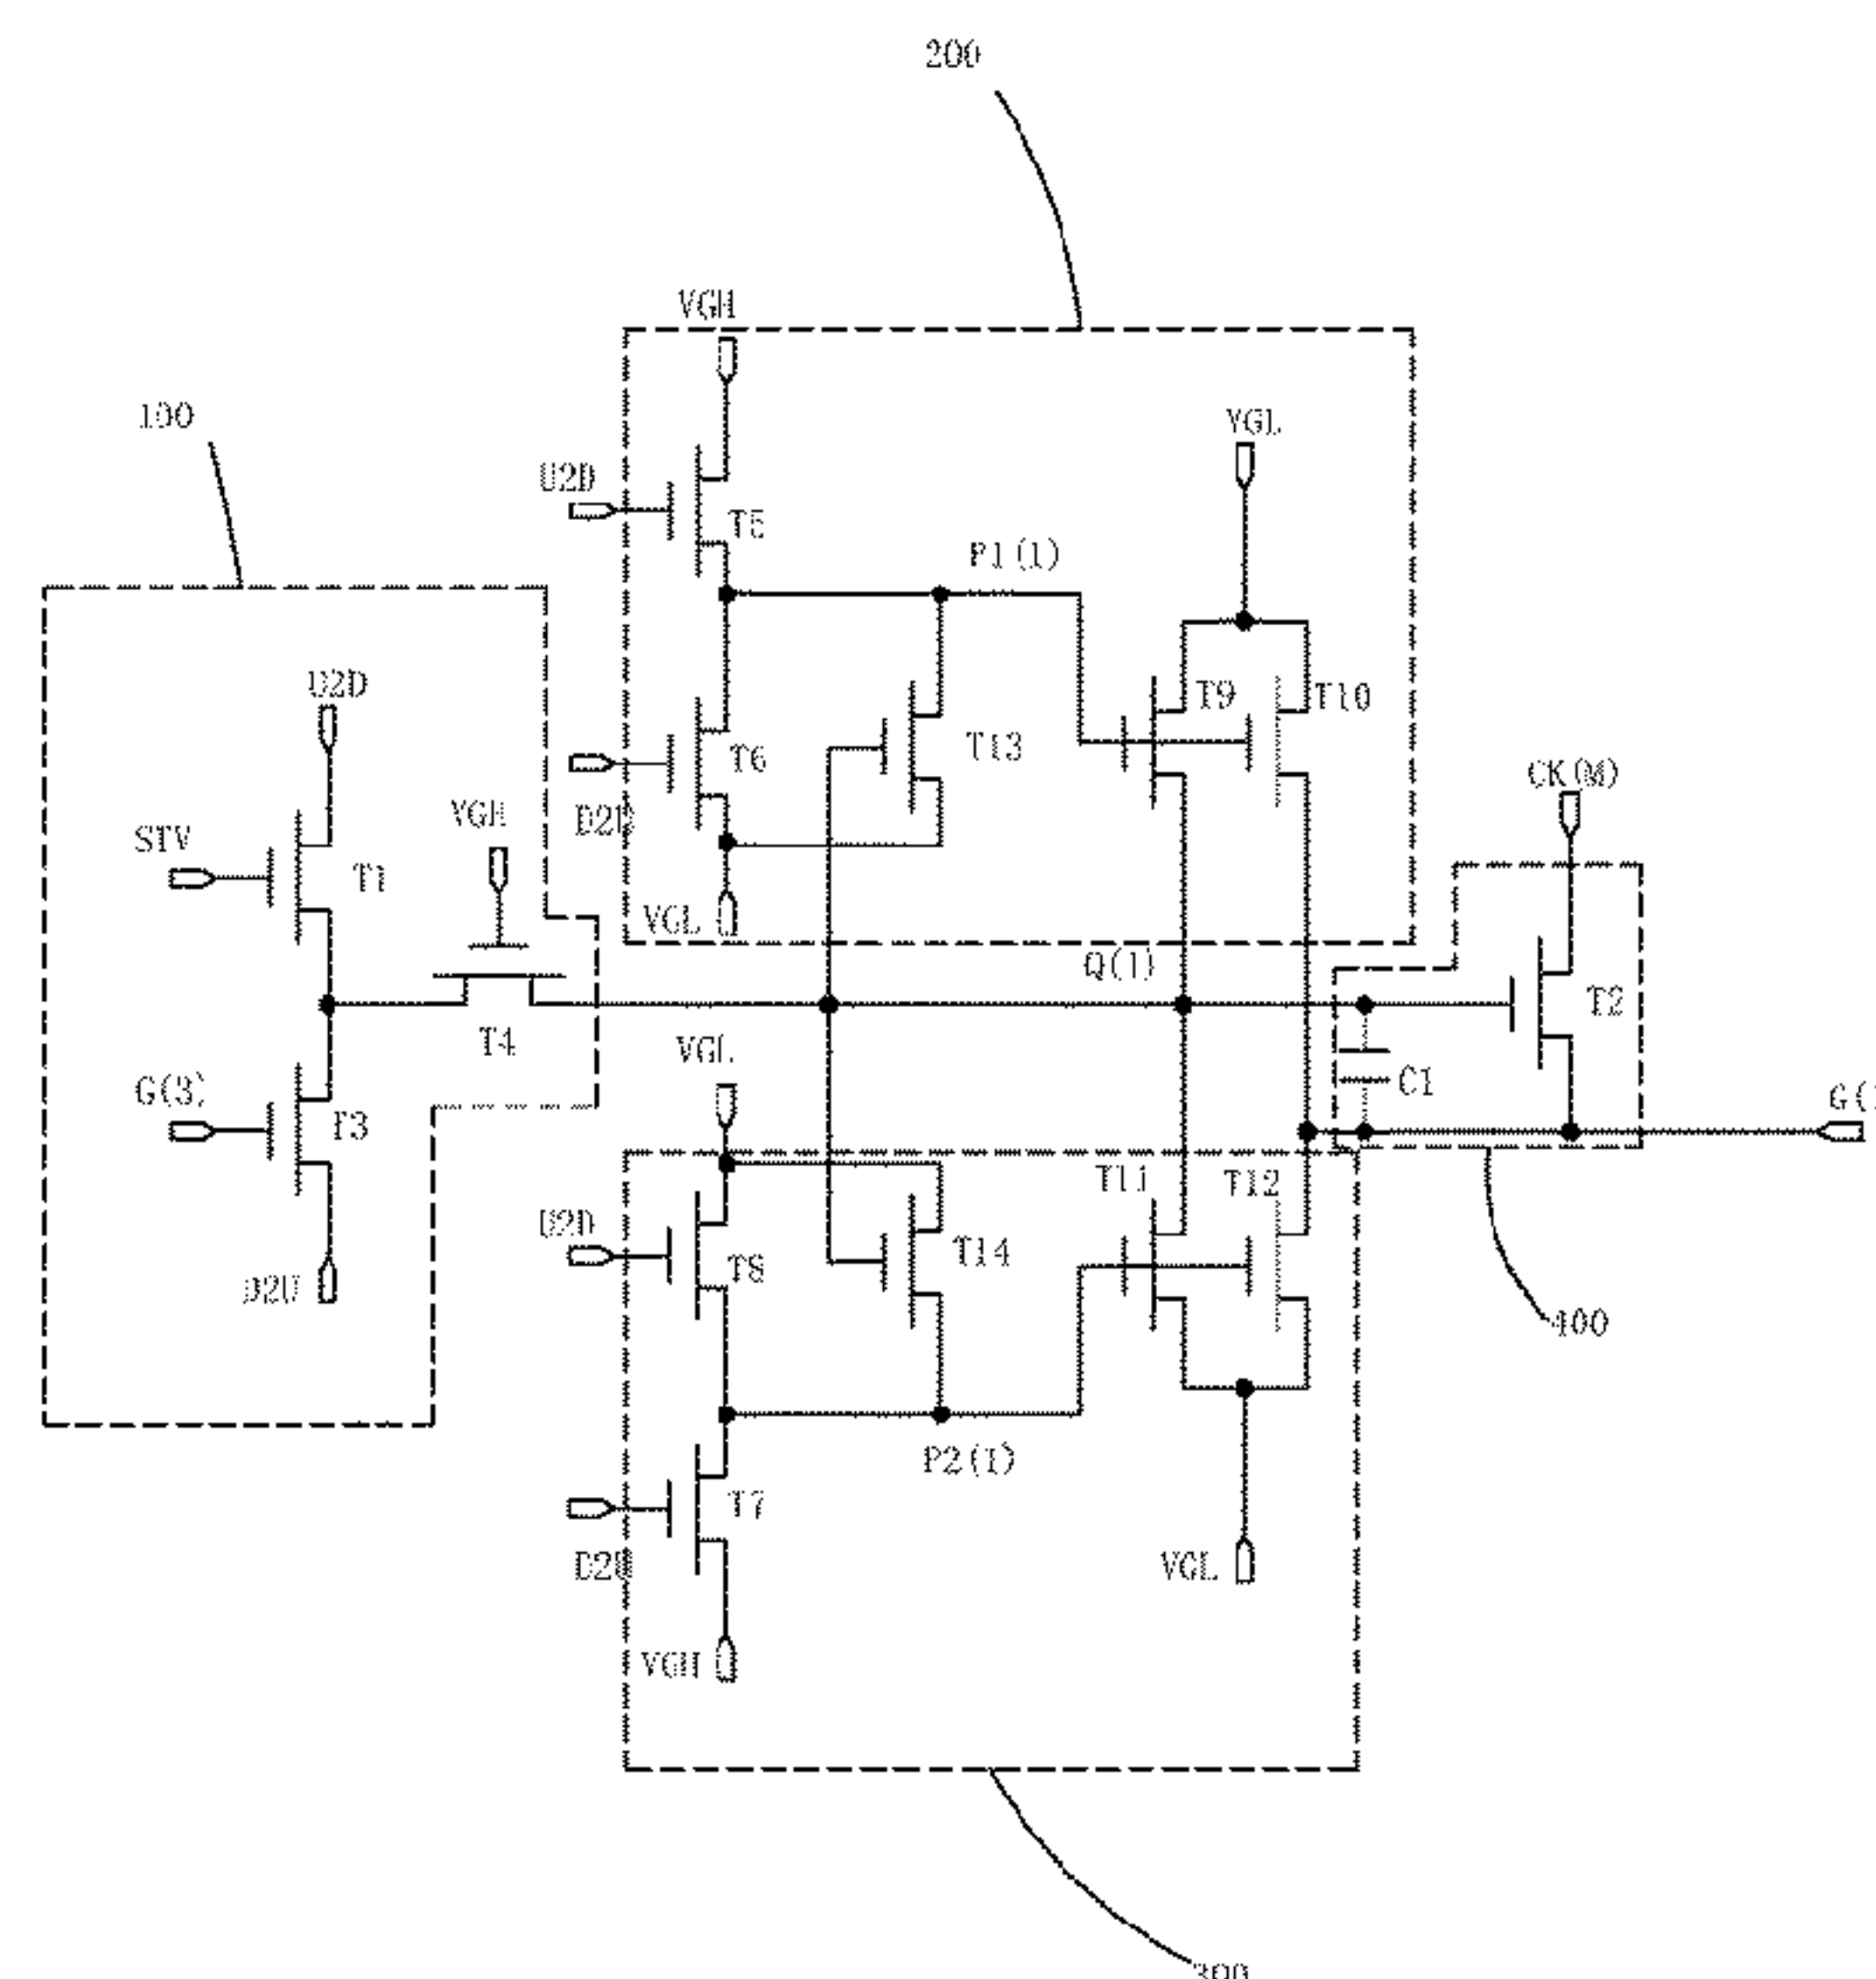 200
VGH
100
VGL
U2D
T5
P1(1)
U2D
T9
T10
T6
T13
CK(M)
VGH
STV
T1
VGL
Q(1)
T2
T4
VGL
C1
G(3)
T3
T11
T12
U2D
T8
T14
D2U
400
P2(1)
T7
D2U
VGL
VGH